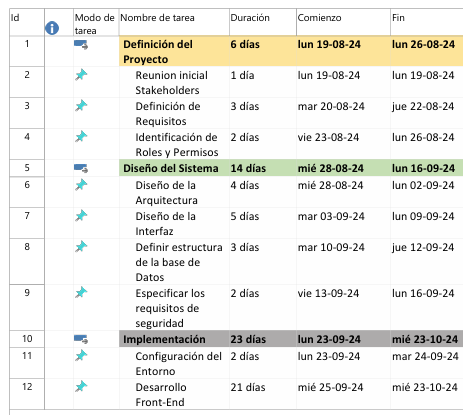 Id Modo de tarea Nombre de tarea Duración Comienzo Fin
1 Definición del Proyecto 6 días lun 19-08-24 lun 26-08-24
2 Reunion inicial Stakeholders 1 día lun 19-08-24 lun 19-08-24
3 Definición de Requisitos 3 días mar 20-08-24 jue 22-08-24
4 Identificación de Roles y Permisos 2 días vie 23-08-24 lun 26-08-24
5 Diseño del Sistema 14 días mié 28-08-24 lun 16-09-24
6 Diseño de la Arquitectura 4 días mié 28-08-24 lun 02-09-24
7 Diseño de la Interfaz 5 días mar 03-09-24 lun 09-09-24
8 Definir estructura de la base de Datos 3 días mar 10-09-24 jue 12-09-24
9 Especificar los requisitos de seguridad 2 días vie 13-09-24 lun 16-09-24
10 Implementación 23 días lun 23-09-24 mié 23-10-24
11 Configuración del Entorno 2 días lun 23-09-24 mar 24-09-24
12 Desarrollo Front-End 21 días mié 25-09-24 mié 23-10-24